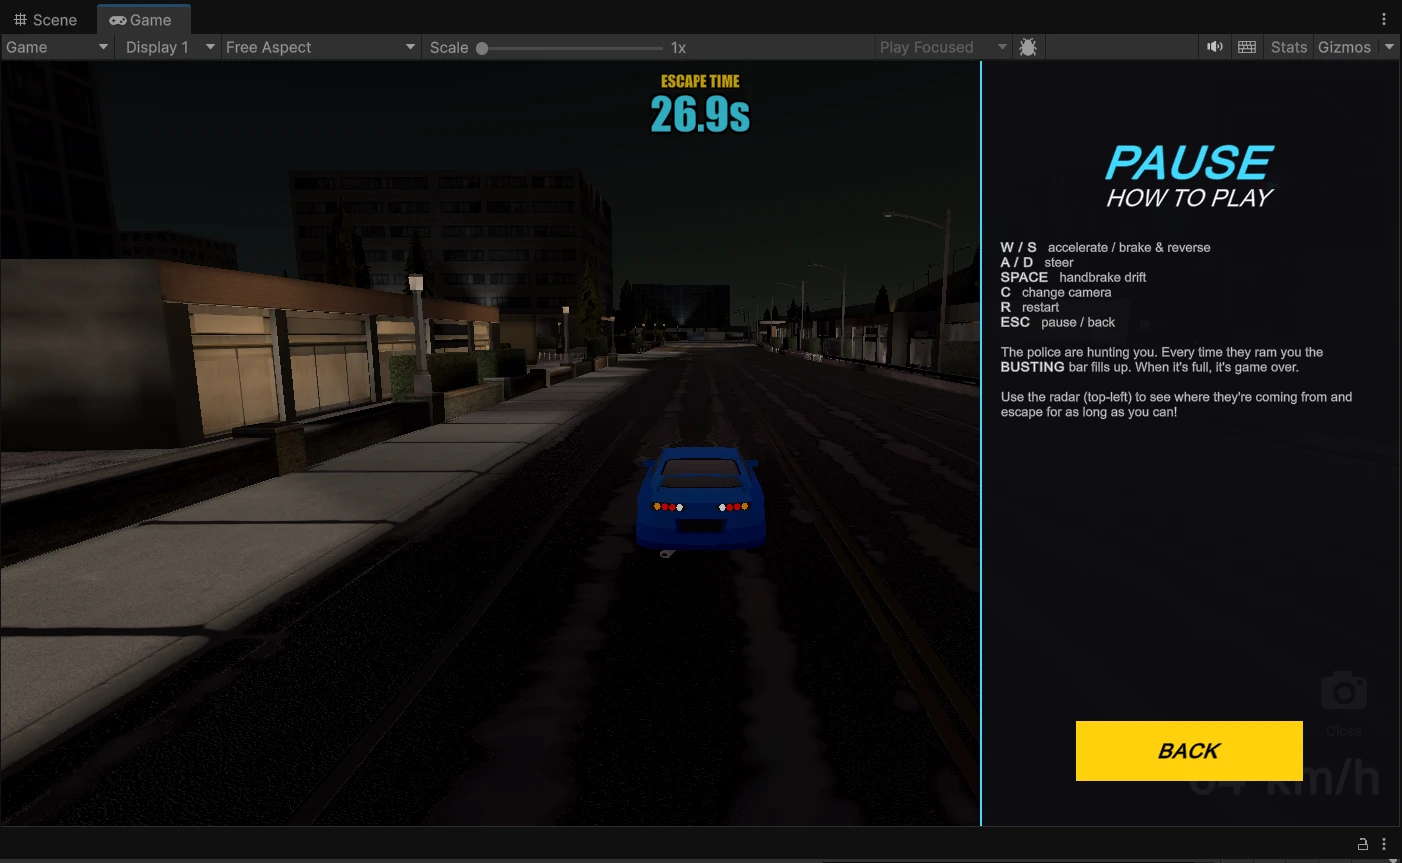 Scene
Game
Game
Display 1
Free Aspect
Scale
1x
Play Focused
Stats
Gizmos
ESCAPE TIME
26.9s
PAUSE
HOW TO PLAY
W / S accelerate / brake & reverse
A / D steer
SPACE handbrake drift
C change camera
R restart
ESC pause / back
The police are hunting you. Every time they ram you the
BUSTING bar fills up. When it's full, it's game over.
Use the radar (top-left) to see where they're coming from and
escape for as long as you can!
Close
BACK
64 km/h